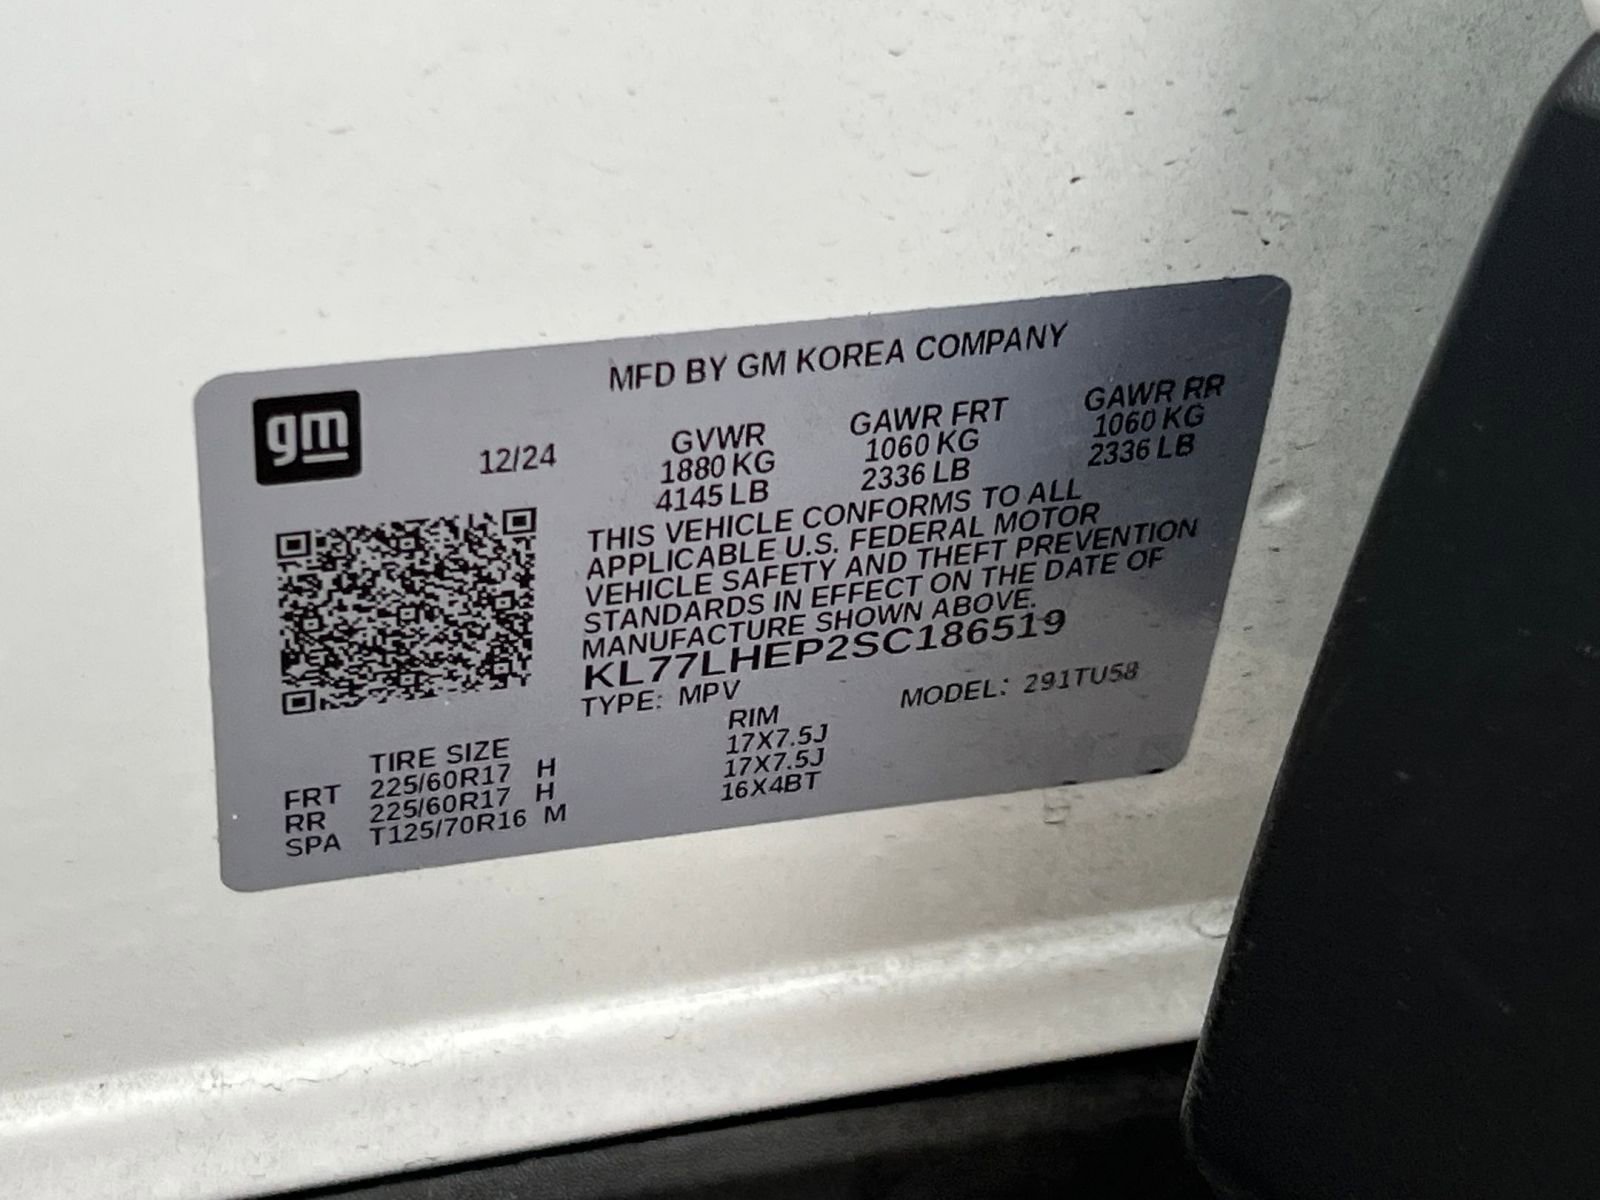 gm
MFD BY GM KOREA COMPANY
12/24
GVWR GAWR FRT GAWR RR
1880 KG 1060 KG 1060 KG
4145 LB 2336 LB 2336 LB
THIS VEHICLE CONFORMS TO ALL
APPLICABLE U.S. FEDERAL MOTOR
VEHICLE SAFETY AND THEFT PREVENTION
STANDARDS IN EFFECT ON THE DATE OF
MANUFACTURE SHOWN ABOVE.
KL77LHEP2SC186519
TYPE: MPV MODEL: 291TU58
TIRE SIZE RIM
FRT 225/60R17 H 17X7.5J
RR 225/60R17 H 17X7.5J
SPA T125/70R16 M 16X4BT